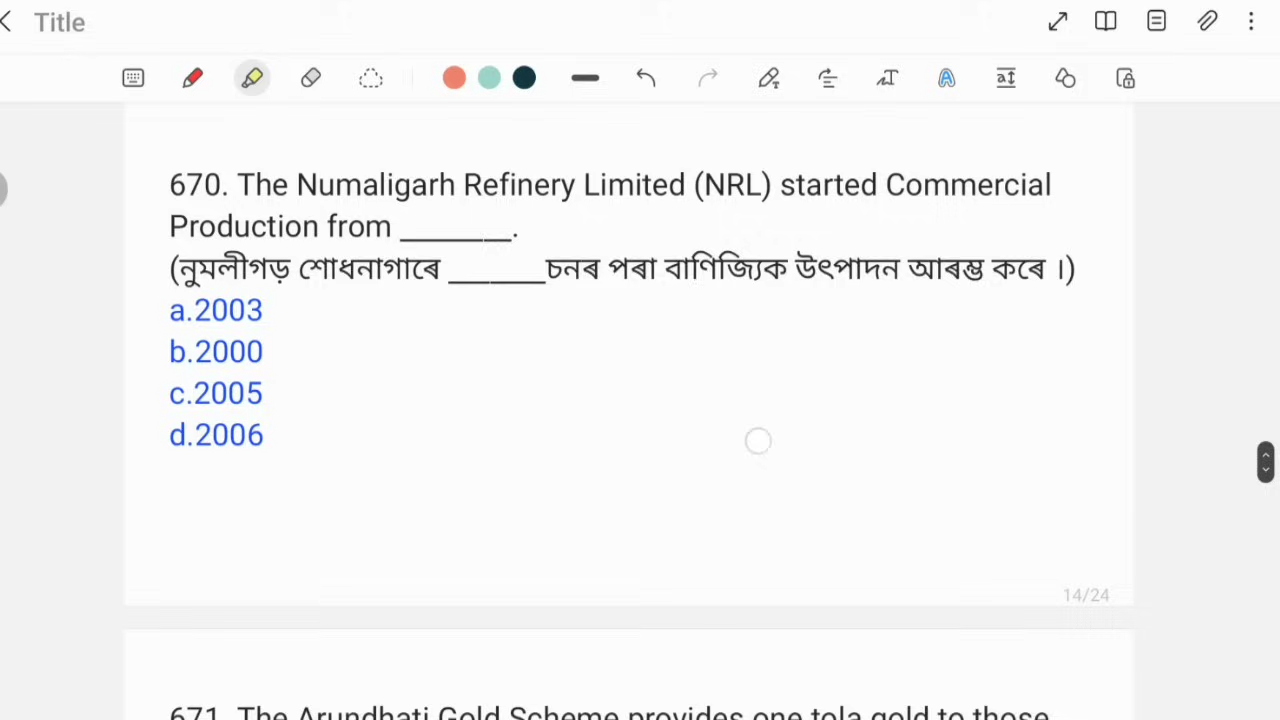 Title
670. The Numaligarh Refinery Limited (NRL) started Commercial
Production from ________.
(নুমলীগড় শোধনাগাৰে _______চনৰ পৰা বাণিজ্যিক উৎপাদন আৰম্ভ কৰে ।)
a.2003
b.2000
c.2005
d.2006
14/24
671. The Arundhati Gold Scheme provides one tola gold to those